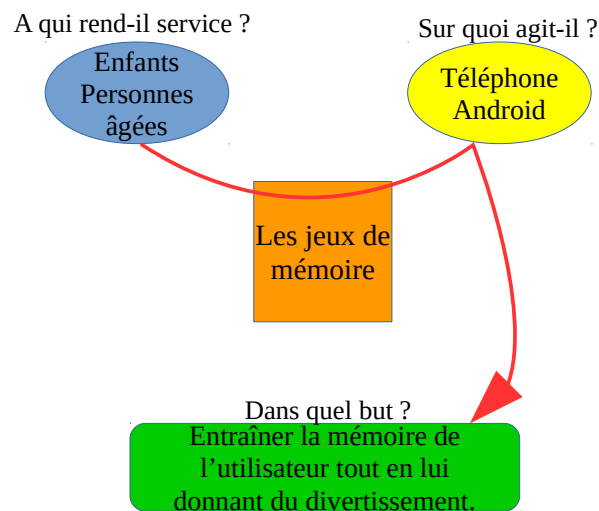 A qui rend-il service ?
Sur quoi agit-il ?
Enfants
Personnes
âgées
Téléphone
Android
Les jeux de
mémoire
Dans quel but ?
Entraîner la mémoire de
l’utilisateur tout en lui
donnant du divertissement.